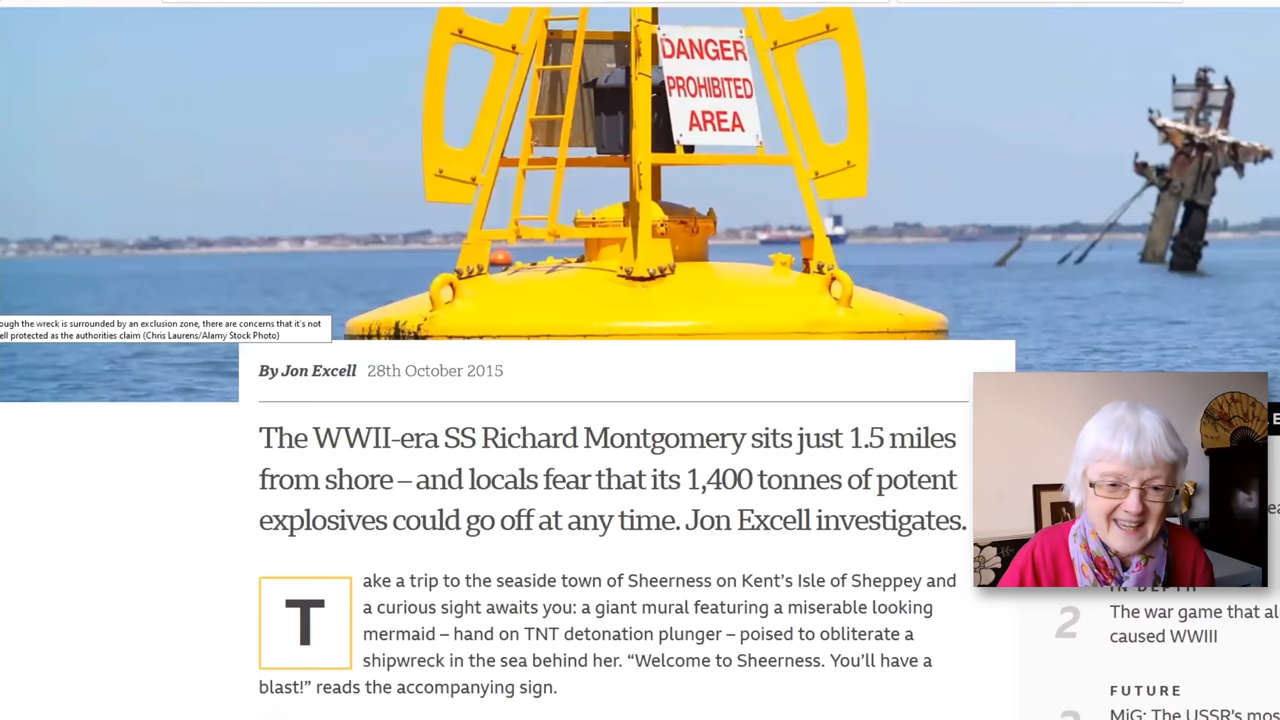 DANGER
PROHIBITED
AREA
ough the wreck is surrounded by an exclusion zone, there are concerns that it's not
ell protected as the authorities claim (Chris Laurens/Alamy Stock Photo)
By Jon Excell 28th October 2015
The WWII-era SS Richard Montgomery sits just 1.5 miles
from shore – and locals fear that its 1,400 tonnes of potent
explosives could go off at any time. Jon Excell investigates.
Take a trip to the seaside town of Sheerness on Kent's Isle of Sheppey and
a curious sight awaits you: a giant mural featuring a miserable looking
mermaid – hand on TNT detonation plunger – poised to obliterate a
shipwreck in the sea behind her. “Welcome to Sheerness. You'll have a
blast!” reads the accompanying sign.
IN DEPTH
2 The war game that al
caused WWIII
FUTURE
MiG: The USSR's mos